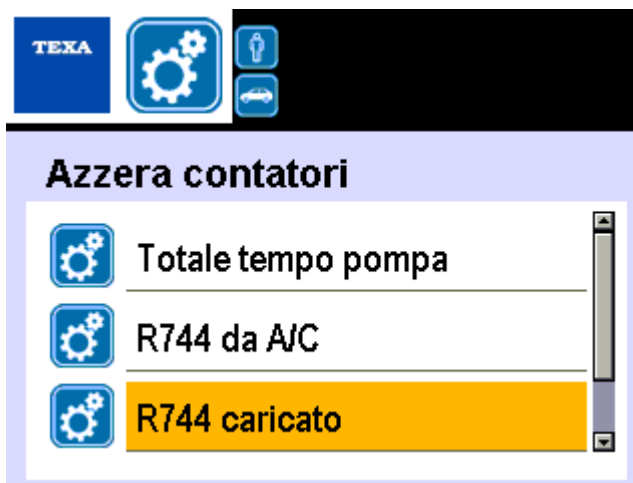 TEXA
Azzera contatori
Totale tempo pompa
R744 da A/C
R744 caricato